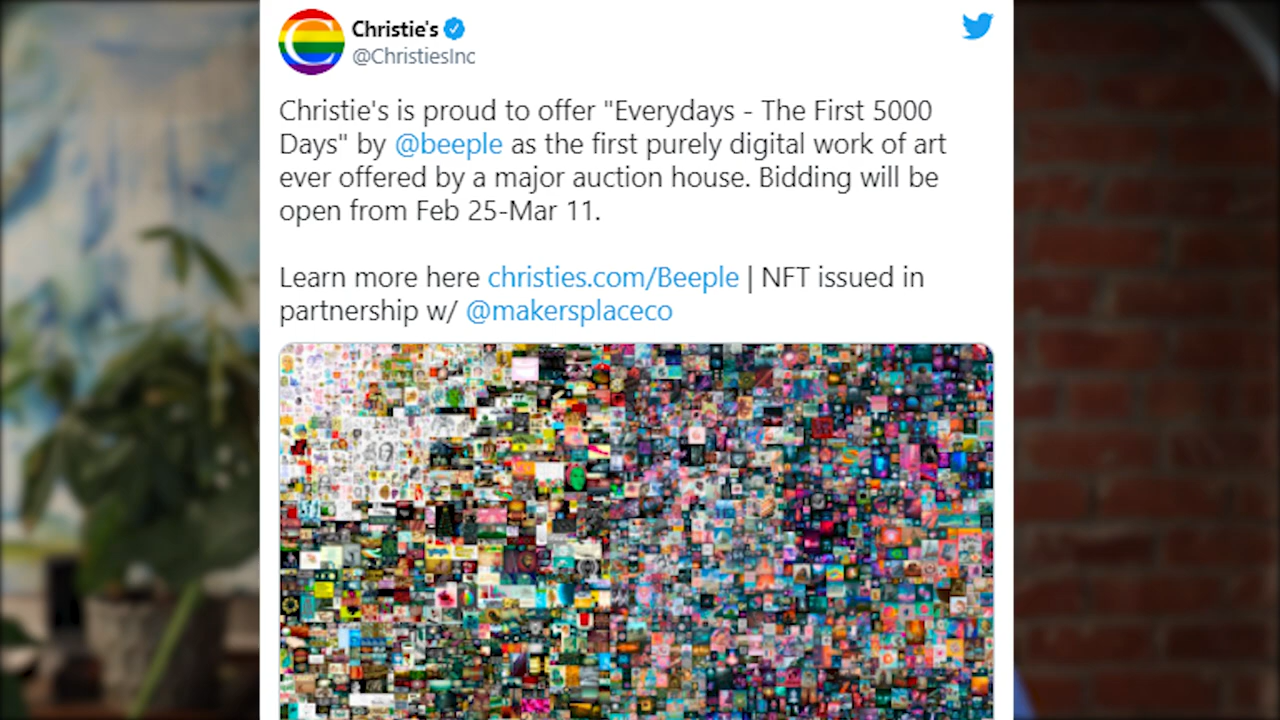 Christie's
@ChristiesInc
Christie's is proud to offer "Everydays - The First 5000
Days" by @beeple as the first purely digital work of art
ever offered by a major auction house. Bidding will be
open from Feb 25-Mar 11.
Learn more here christies.com/Beeple | NFT issued in
partnership w/ @makersplaceco